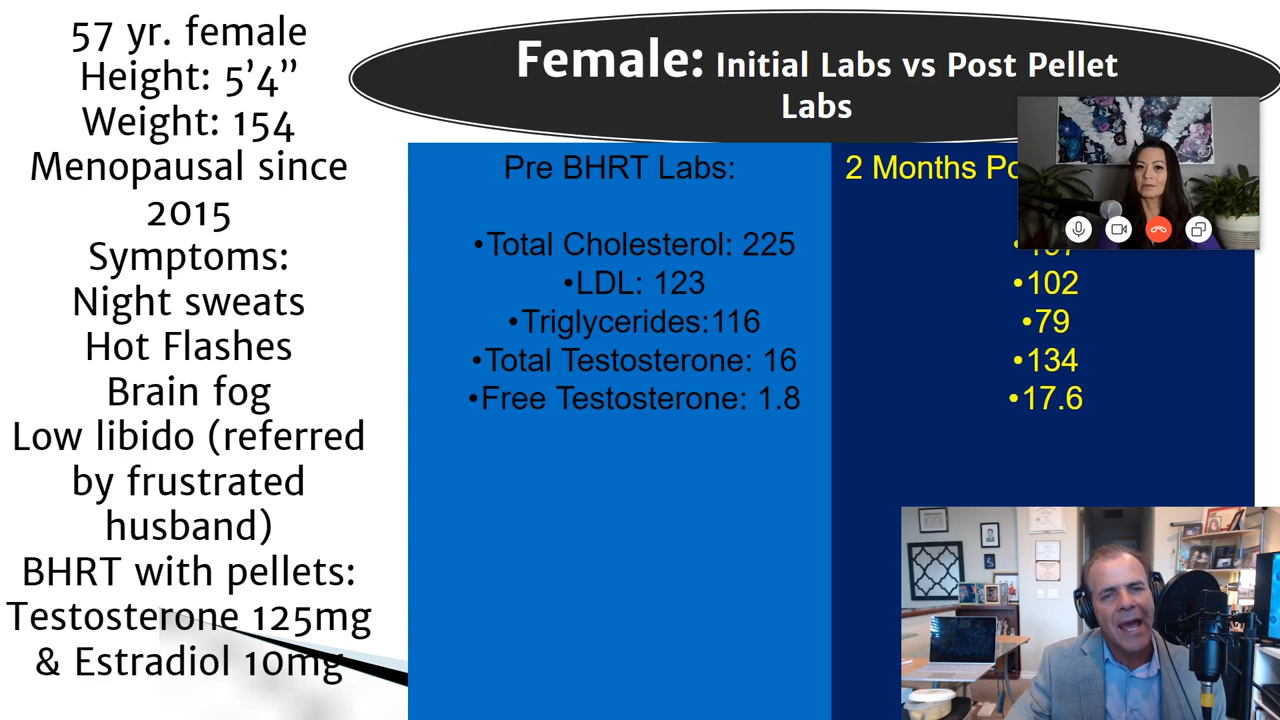 57 yr. female
Height: 5’4”
Weight: 154
Menopausal since
2015
Symptoms:
Night sweats
Hot Flashes
Brain fog
Low libido (referred
by frustrated
husband)
BHRT with pellets:
Testosterone 125mg
& Estradiol 10mg
Female: Initial Labs vs Post Pellet
Labs
Pre BHRT Labs:
•Total Cholesterol: 225
•LDL: 123
•Triglycerides:116
•Total Testosterone: 16
•Free Testosterone: 1.8
2 Months
•102
•79
•134
•17.6